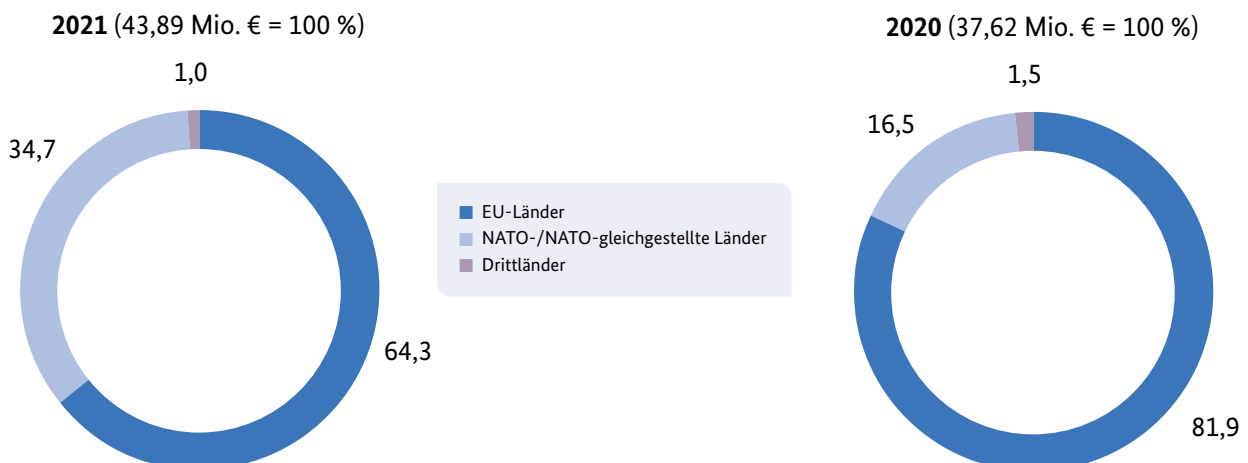 2021 (43,89 Mio. € = 100 %)
1,0
34,7
64,3
EU-Länder
NATO-/NATO-gleichgestellte Länder
Drittländer
2020 (37,62 Mio. € = 100 %)
1,5
16,5
81,9